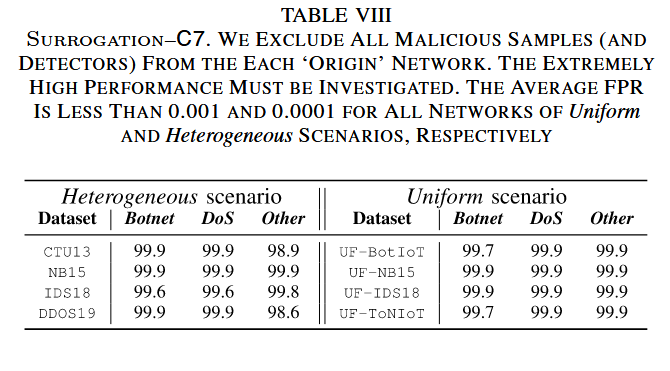 TABLE VIII
SURROGATION–C7. WE EXCLUDE ALL MALICIOUS SAMPLES (AND
DETECTORS) FROM THE EACH ‘ORIGIN’ NETWORK. THE EXTREMELY
HIGH PERFORMANCE MUST BE INVESTIGATED. THE AVERAGE FPR
IS LESS THAN 0.001 AND 0.0001 FOR ALL NETWORKS OF Uniform
AND Heterogeneous SCENARIOS, RESPECTIVELY
Heterogeneous scenario Uniform scenario
Dataset Botnet DoS Other Dataset Botnet DoS Other
CTU13 99.9 99.9 98.9 UF-BotIoT 99.7 99.9 99.9
NB15 99.9 99.9 99.9 UF-NB15 99.9 99.9 99.9
IDS18 99.6 99.6 99.8 UF-IDS18 99.9 99.9 99.9
DDOS19 99.9 99.9 98.6 UF-ToNIoT 99.7 99.9 99.9